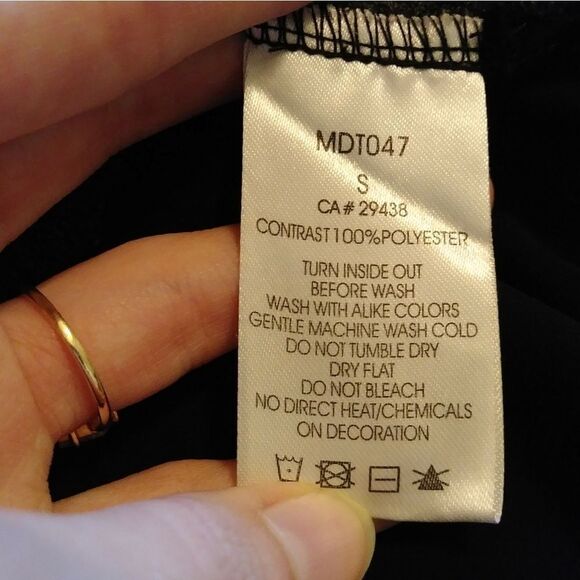 MDT047
S
CA# 29438
CONTRAST 100%POLYESTER
TURN INSIDE OUT
BEFORE WASH
WASH WITH ALIKE COLORS
GENTLE MACHINE WASH COLD
DO NOT TUMBLE DRY
DRY FLAT
DO NOT BLEACH
NO DIRECT HEAT/CHEMICALS
ON DECORATION